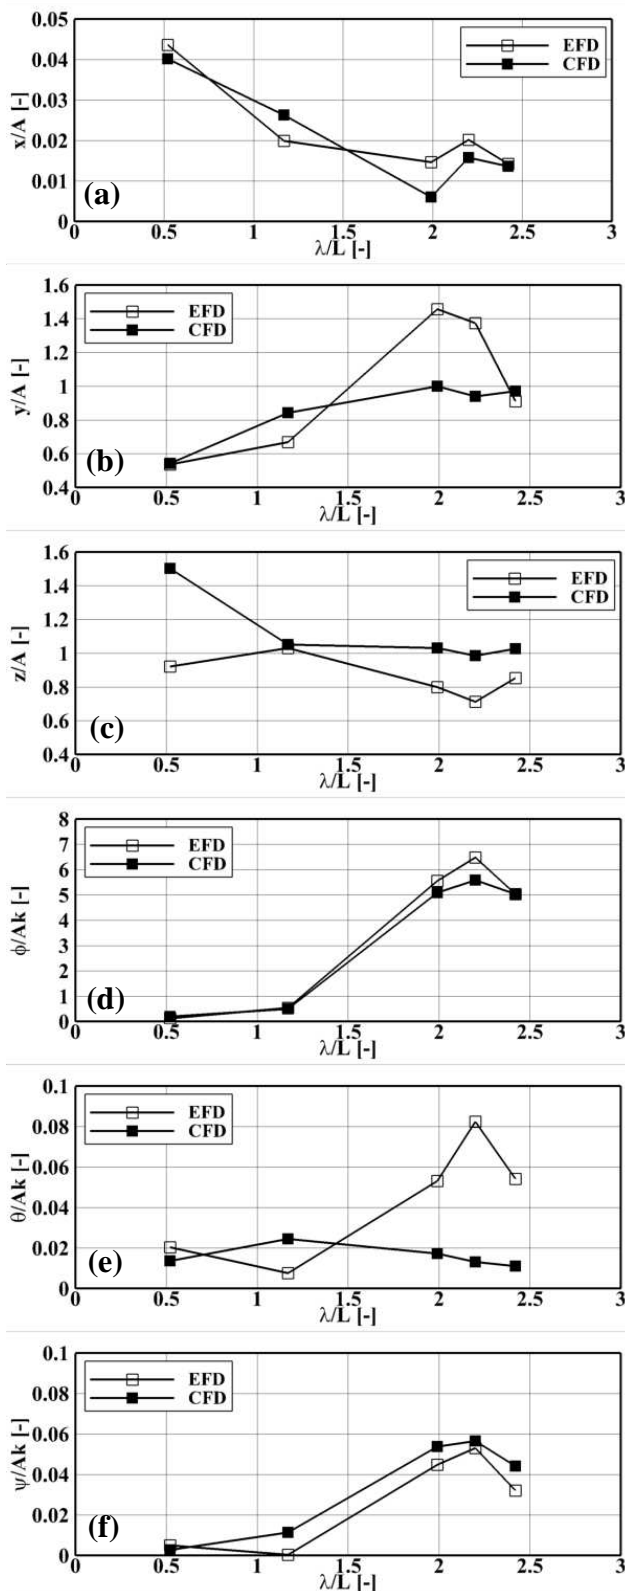 0.05
EFD
CFD
0.04
0.03
x/A [-]
0.02
0.01
(a)
0
0 0.5 1 1.5 2 2.5 3
λ/L [-]
1.6
EFD
CFD
1.4
1.2
y/A [-]
1
0.8
0.6
(b)
0.4
0 0.5 1 1.5 2 2.5 3
λ/L [-]
1.6
EFD
CFD
1.4
1.2
z/A [-]
1
0.8
0.6
(c)
0.4
0 0.5 1 1.5 2 2.5 3
λ/L [-]
8
EFD
7
CFD
6
5
ϕ/Ak [-]
4
3
2
1
(d)
0
0 0.5 1 1.5 2 2.5 3
λ/L [-]
0.1
EFD
CFD
0.08
0.06
θ/Ak [-]
0.04
0.02
(e)
0
0 0.5 1 1.5 2 2.5 3
λ/L [-]
0.1
EFD
CFD
0.08
0.06
ψ/Ak [-]
0.04
0.02
(f)
0
0 0.5 1 1.5 2 2.5 3
λ/L [-]